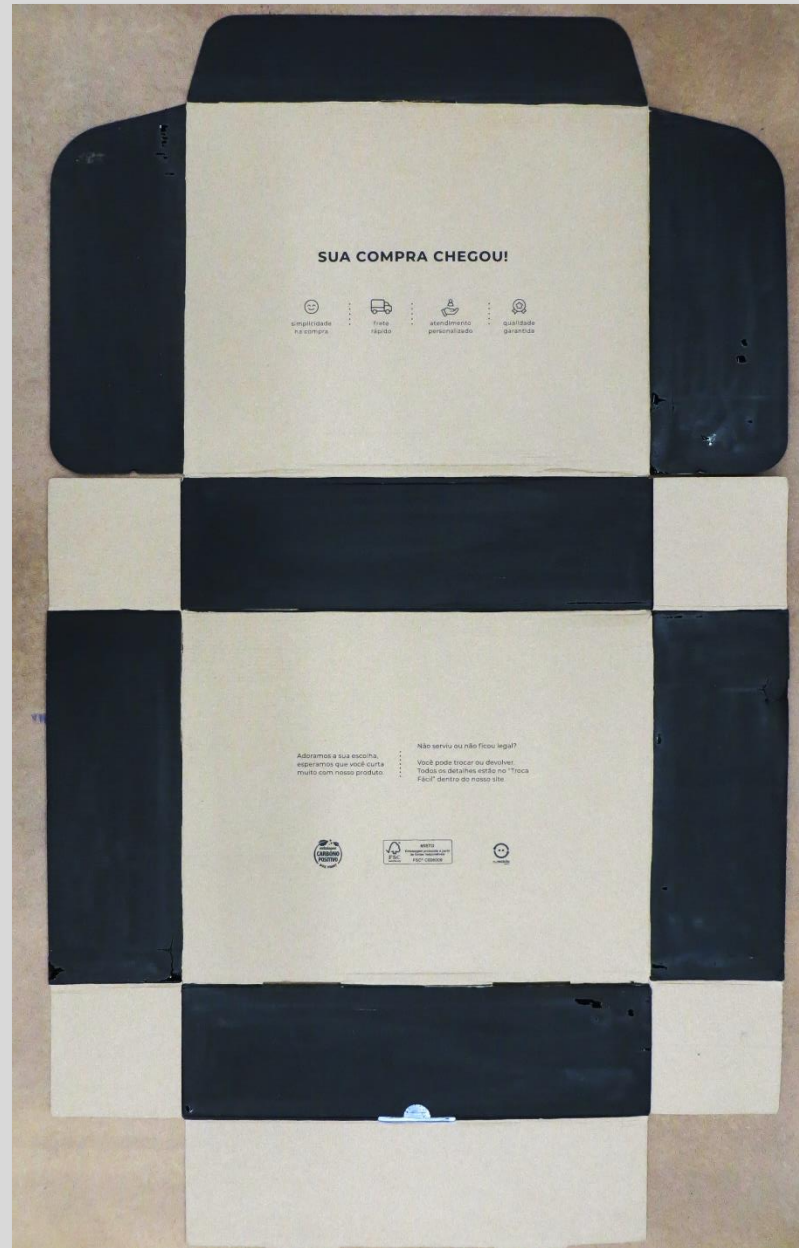 SUA COMPRA CHEGOU!
simplicidade
na compra
frete
rápido
atendimento
personalizado
qualidade
garantida
Adoramos a sua escolha,
esperamos que você curta
muito com nosso produto.
Não serviu ou não ficou legal?
Você pode trocar ou devolver.
Todos os detalhes estão no "Troca
Fácil" dentro do nosso site.
CARBONO
POSITIVO
FSC
MISTO